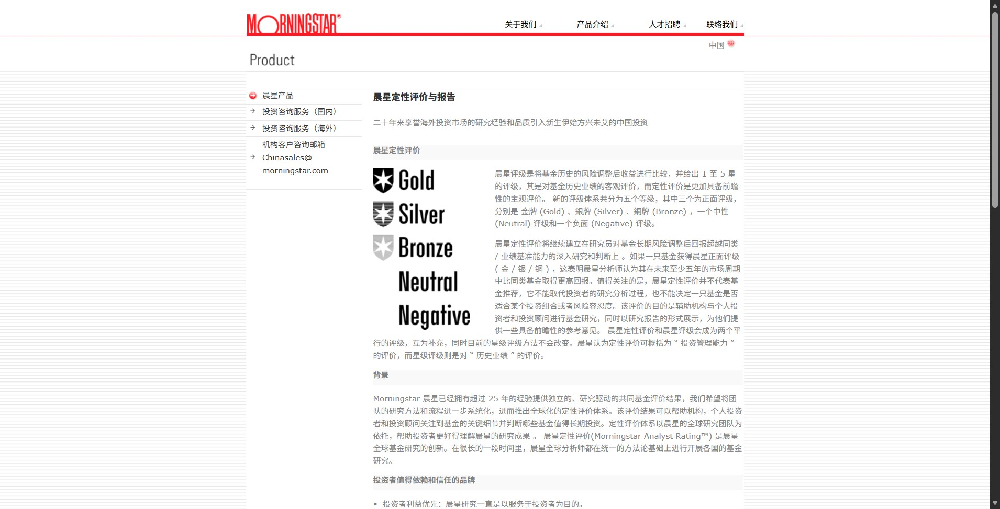 MORNINGSTAR®
关于我们
产品介绍
人才招聘
联络我们
中国
Product
晨星产品
投资咨询服务（国内）
投资咨询服务（海外）
机构客户咨询邮箱
Chinasales@
morningstar.com
晨星定性评价与报告
二十年来享誉海外投资市场的研究经验和品质引入新生伊始方兴未艾的中国投资
晨星定性评价
Gold
Silver
Bronze
Neutral
Negative
晨星评级是将基金历史的风险调整后收益进行比较，并给出 1 至 5 星
的评级，其是对基金历史业绩的客观评价，而定性评价是更加具备前瞻
性的主观评价。 新的评级体系共分为五个等级，其中三个为正面评级，
分别是 金牌 (Gold) 、銀牌 (Silver) 、銅牌 (Bronze) ，一个中性
(Neutral) 评级和一个负面 (Negative) 评级。
晨星定性评价将继续建立在研究员对基金长期风险调整后回报超越同类
/ 业绩基准能力的深入研究和判断上 。如果一只基金获得晨星正面评级
( 金 / 银 / 铜 ) ，这表明晨星分析师认为其在未来至少五年的市场周期
中比同类基金取得更高回报。值得关注的是，晨星定性评价并不代表基
金推荐，它不能取代投资者的研究分析过程，也不能决定一只基金是否
适合某个投资组合或者风险容忍度。该评价的目的是辅助机构与个人投
资者和投资顾问进行基金研究，同时以研究报告的形式展示，为他们提
供一些具备前瞻性的参考意见。 晨星定性评价和晨星评级会成为两个平
行的评级，互为补充，同时目前的星级评级方法不会改变。晨星认为定性评价可概括为 “ 投资管理能力 ”
的评价，而星级评级则是对 “ 历史业绩 ” 的评价。
背景
Morningstar 晨星已经拥有超过 25 年的经验提供独立的、研究驱动的共同基金评价结果，我们希望将团
队的研究方法和流程进一步系统化，进而推出全球化的定性评价体系。该评价结果可以帮助机构，个人投资
者和投资顾问关注到基金的关键细节并判断哪些基金值得长期投资。定性评价体系以晨星的全球研究团队为
依托，帮助投资者更好得理解晨星的研究成果 。 晨星定性评价(Morningstar Analyst Rating™) 是晨星
全球基金研究的创新。在很长的一段时间里，晨星全球分析师都在统一的方法论基础上进行开展各国的基金
研究。
投资者值得依赖和信任的品牌
• 投资者利益优先：晨星研究一直是以服务于投资者为目的。